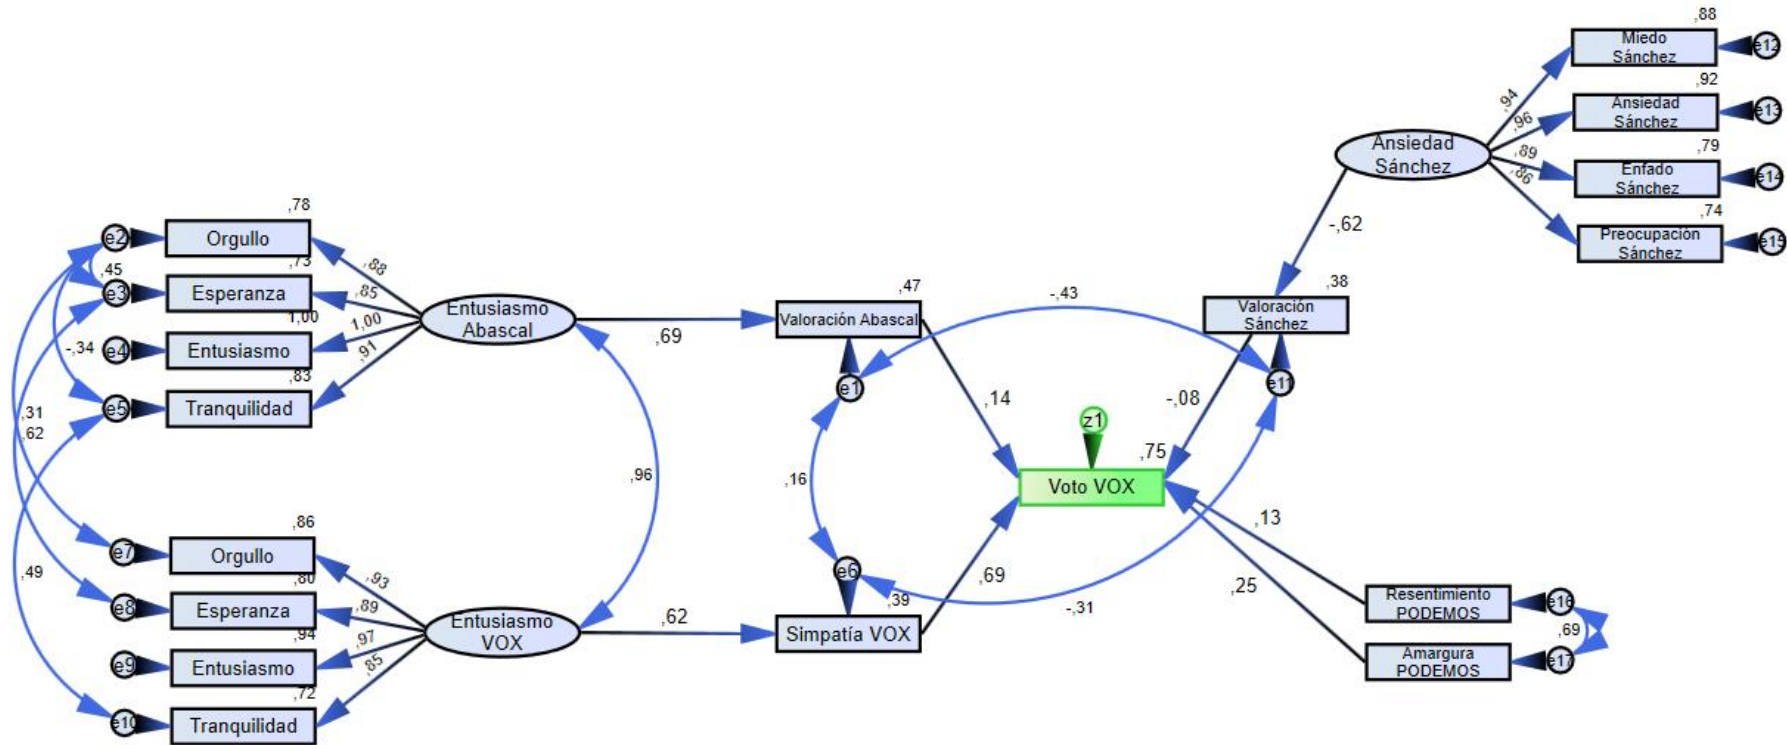 ,88
Miedo
Sánchez
e12
,94
,92
Ansiedad
Sánchez
e13
,96
Ansiedad
Sánchez
,79
Enfado
Sánchez
e14
,89
,74
Preocupación
Sánchez
e15
,86
-,62
,78
e2
Orgullo
,88
,45
,73
e3
Esperanza
,85
Entusiasmo
Abascal
1,00
1,00
e4
Entusiasmo
-,34
,91
,83
e5
Tranquilidad
,31
,62
,69
,47
Valoración Abascal
-,43
,38
Valoración
Sánchez
e1
e11
,14
-,08
z1
,75
Voto VOX
,96
,16
,86
e7
Orgullo
,93
,49
,80
e8
Esperanza
,89
Entusiasmo
VOX
,94
e9
Entusiasmo
,97
,72
e10
Tranquilidad
,85
,62
e6
,39
Simpatía VOX
,69
-,31
,13
,25
Resentimiento
PODEMOS
e16
,69
Amargura
PODEMOS
e17